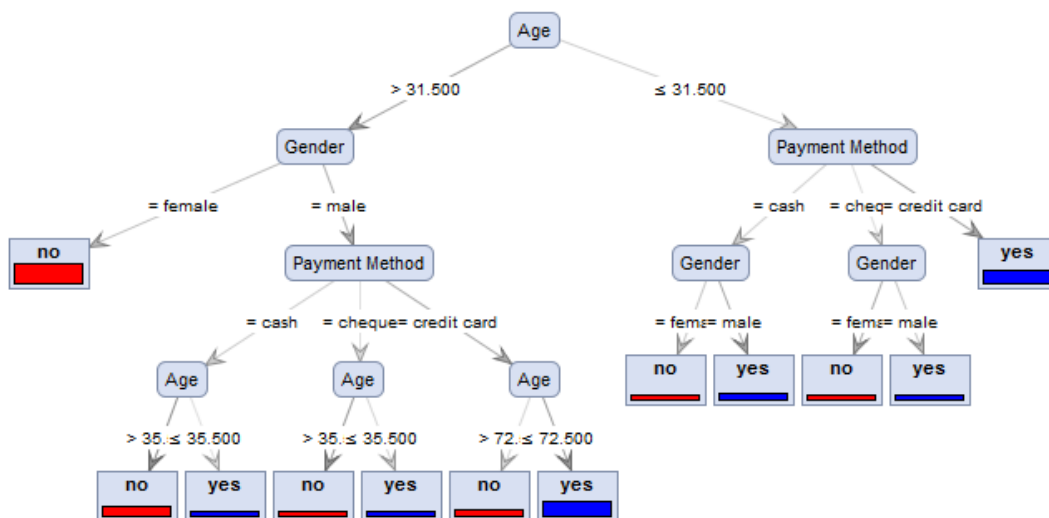 Age
> 31.500
≤ 31.500
Gender
Payment Method
= female
= male
= cash
= credit card
no
Payment Method
Gender
Gender
yes
= cash
= cheque
= credit card
= male
= male
Age
Age
Age
no
yes
no
yes
≤ 35.500
≤ 35.500
≤ 72.500
no
yes
no
yes
no
yes